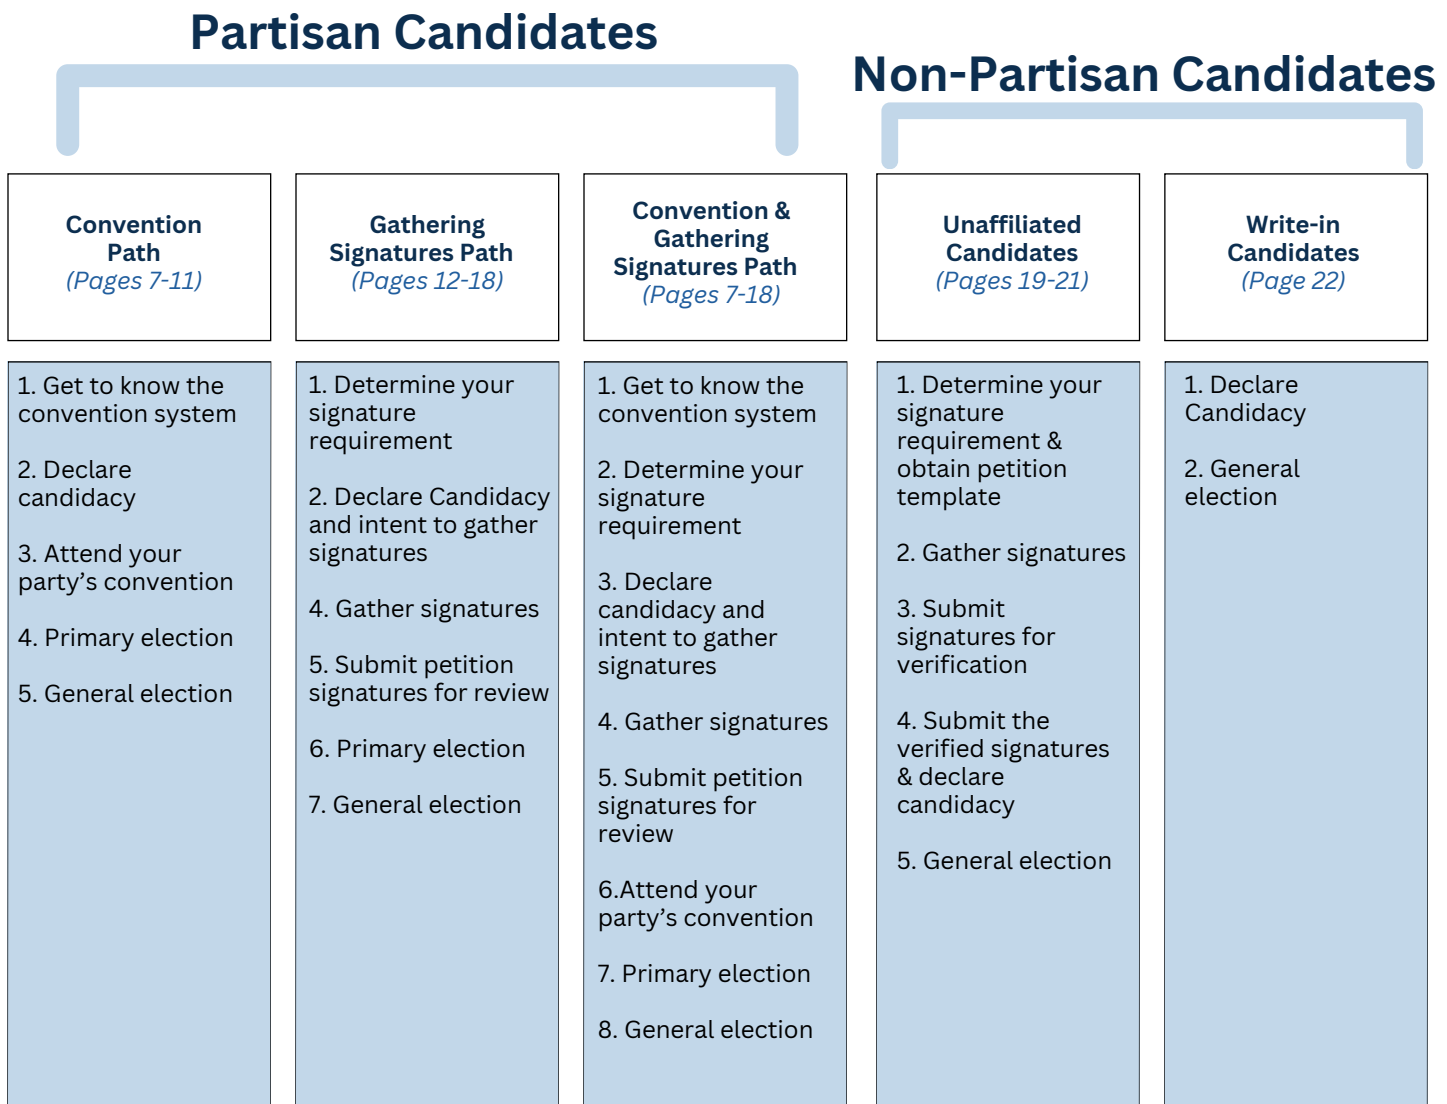 Partisan Candidates
Non-Partisan Candidates
Convention
Path
(Pages 7-11)
Gathering
Signatures Path
(Pages 12-18)
Convention &
Gathering
Signatures Path
(Pages 7-18)
Unaffiliated
Candidates
(Pages 19-21)
Write-in
Candidates
(Page 22)
1. Get to know the
convention system
2. Declare
candidacy
3. Attend your
party’s convention
4. Primary election
5. General election
1. Determine your
signature
requirement
2. Declare Candidacy
and intent to gather
signatures
4. Gather signatures
5. Submit petition
signatures for review
6. Primary election
7. General election
1. Get to know the
convention system
2. Determine your
signature
requirement
3. Declare
candidacy and
intent to gather
signatures
4. Gather signatures
5. Submit petition
signatures for
review
6.Attend your
party’s convention
7. Primary election
8. General election
1. Determine your
signature
requirement &
obtain petition
template
2. Gather signatures
3. Submit
signatures for
verification
4. Submit the
verified signatures
& declare
candidacy
5. General election
1. Declare
Candidacy
2. General
election